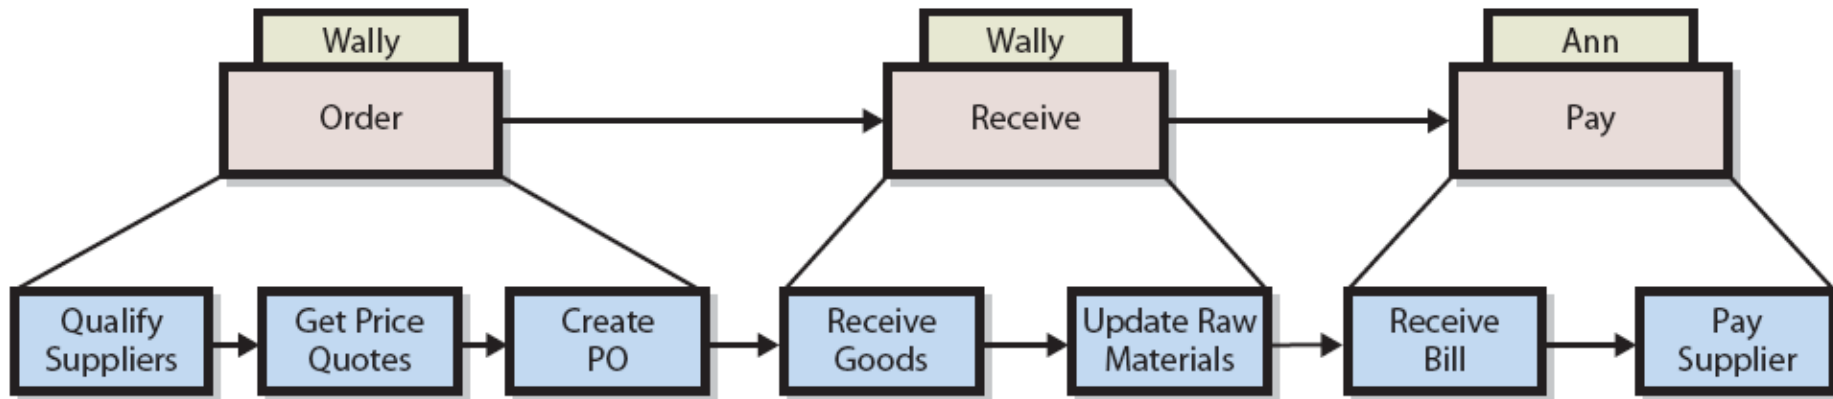 Wally
Wally
Ann
Order
Receive
Pay
Qualify
Suppliers
Get Price
Quotes
Create
PO
Receive
Goods
Update Raw
Materials
Receive
Bill
Pay
Supplier